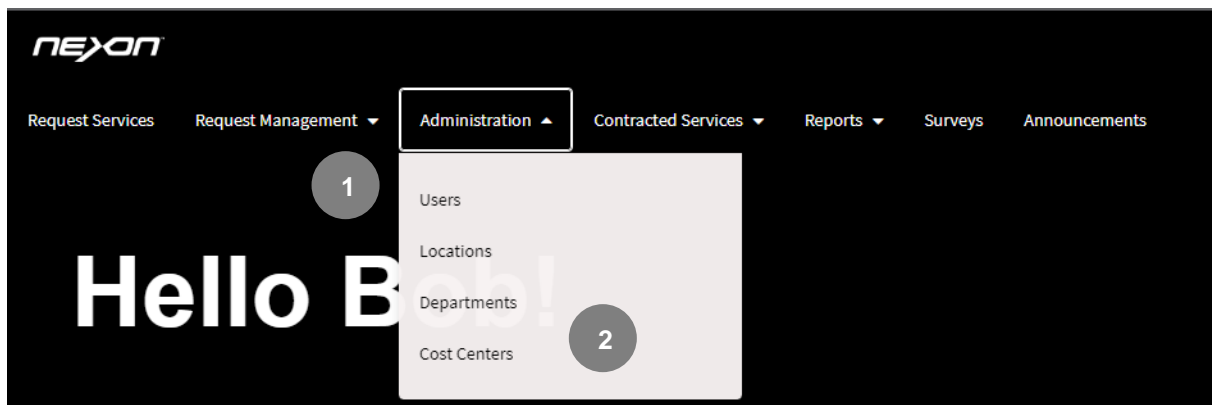 nexon
Request Services Request Management Administration Contracted Services Reports Surveys Announcements
1
Users
Locations
Hello Bob!
Departments
2
Cost Centers